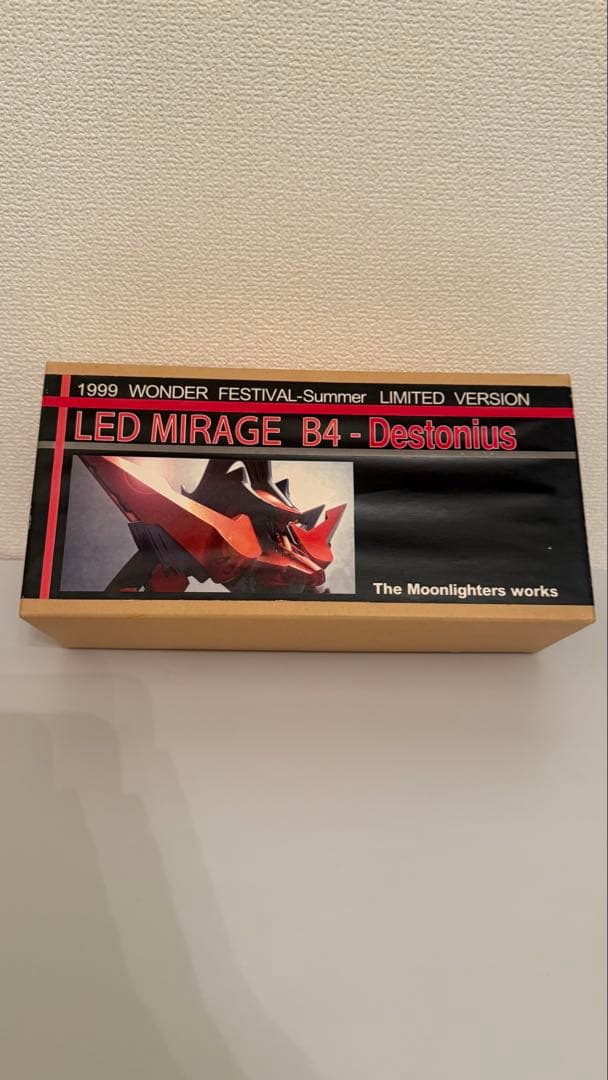 1999 WONDER FESTIVAL-Summer LIMITED VERSION
LED MIRAGE B4 - Destonius
The Moonlighters works